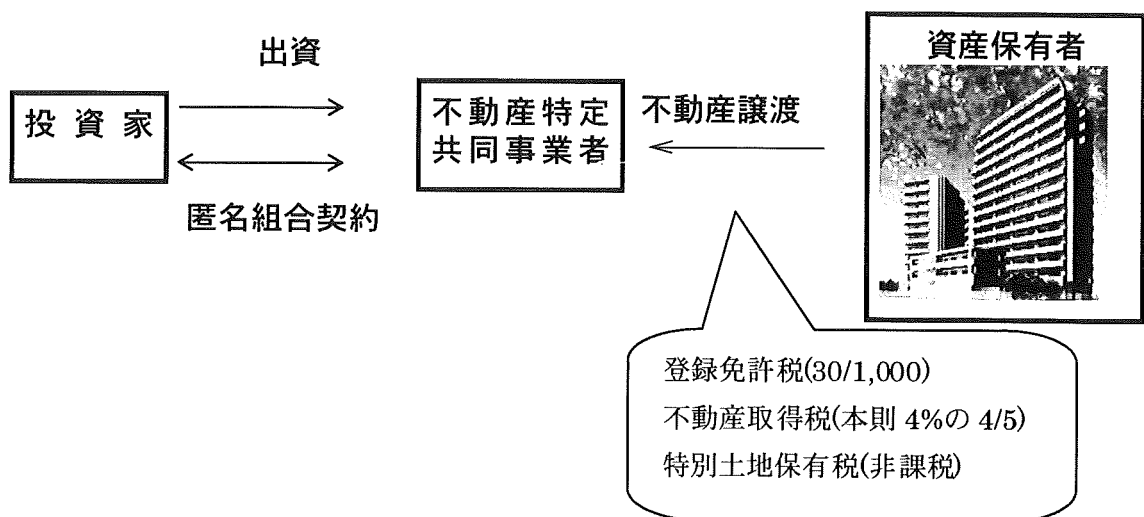 出資
投資家
匿名組合契約
不動産特定
共同事業者
不動産譲渡
資産保有者
登録免許税(30/1,000)
不動産取得税(本則 4%の 4/5)
特別土地保有税(非課税)